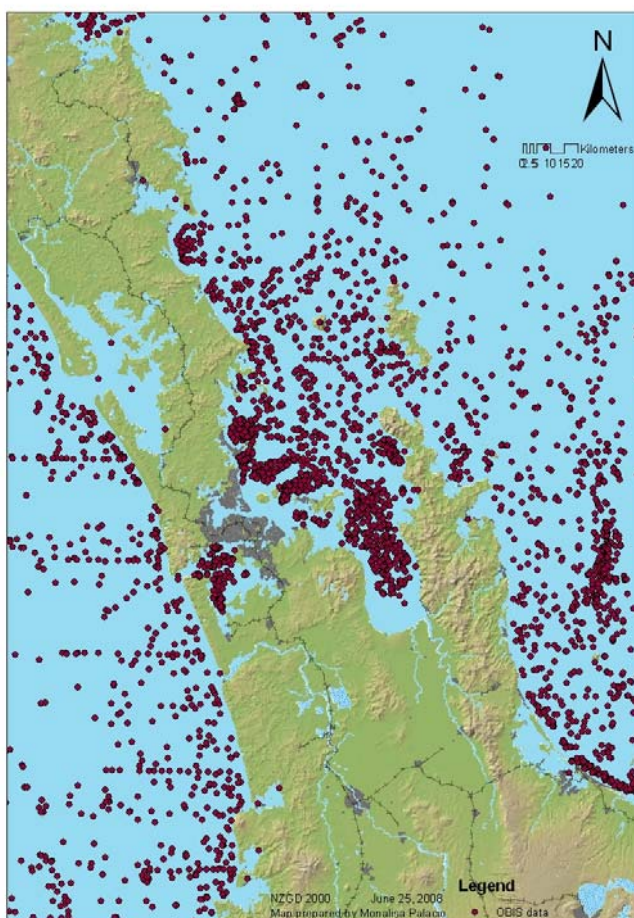 N
Kilometers
0 2.5 5 10 15 20
Legend
NZGD 2000 June 25, 2008
Map prepared by Monalisa Palacio
OBIS data